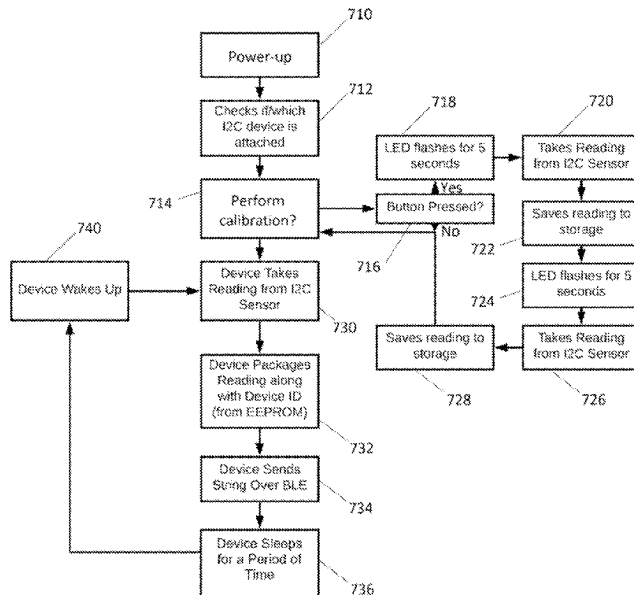 710
Power-up
712
Checks if/which
I2C device is
attached
714
Perform
calibration?
718
LED flashes for 5
seconds
Yes
Button Pressed?
716
No
720
Takes Reading
from I2C Sensor
722
Saves reading to
storage
724
LED flashes for 5
seconds
726
Takes Reading
from I2C Sensor
728
Saves reading to
storage
740
Device Wakes Up
Device Takes
Reading from I2C
Sensor
730
Device Packages
Reading along
with Device ID
(from EEPROM)
732
Device Sends
String Over BLE
734
Device Sleeps
for a Period of
Time
736